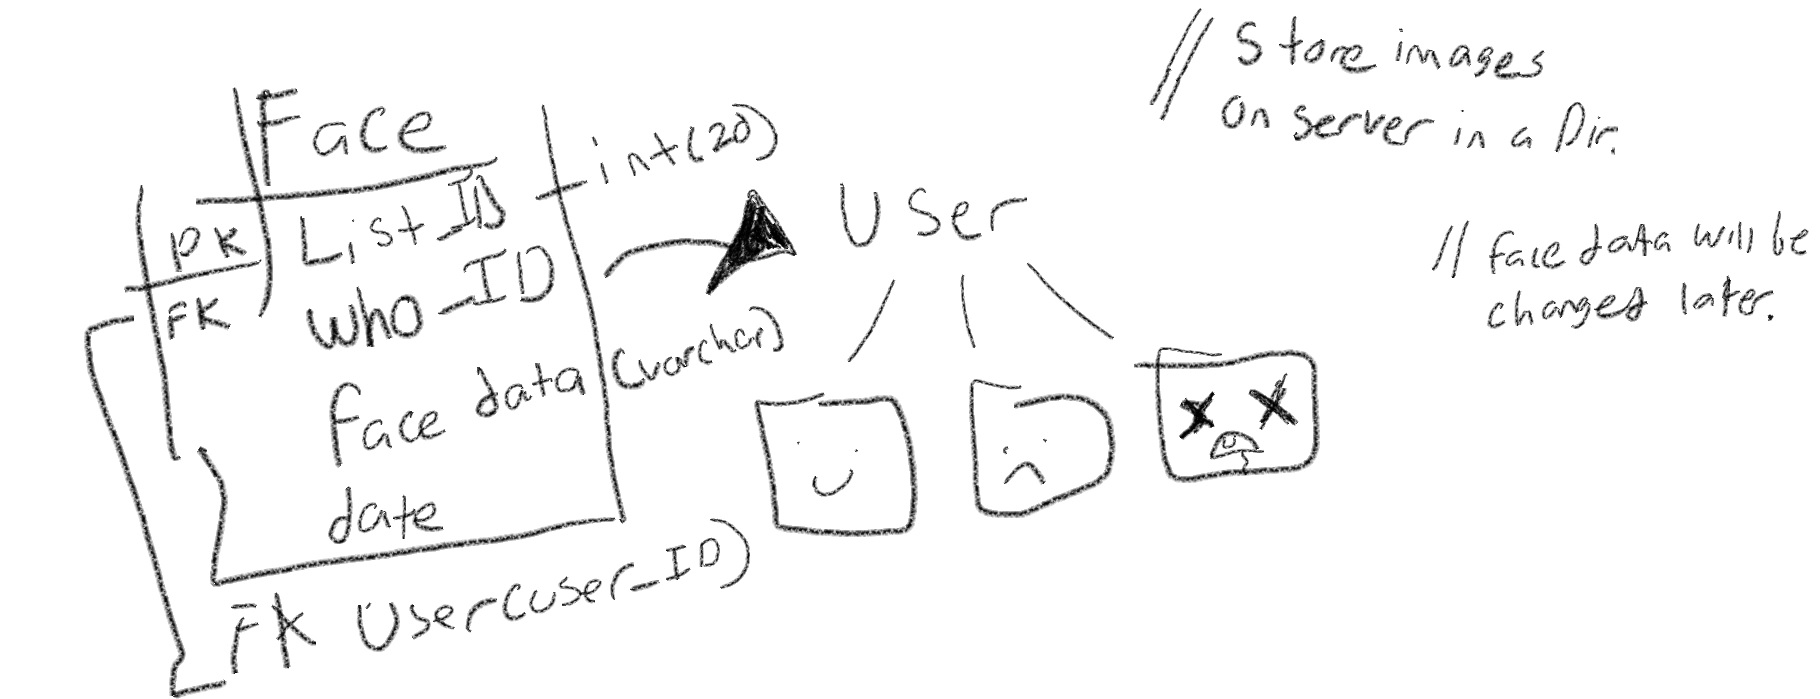 Face
PK List_ID int(20)
FK who_ID
face data (varchar)
date
FK User(user_ID)
User
// Store images
on server in a Dir.
// face data will be
changed later.